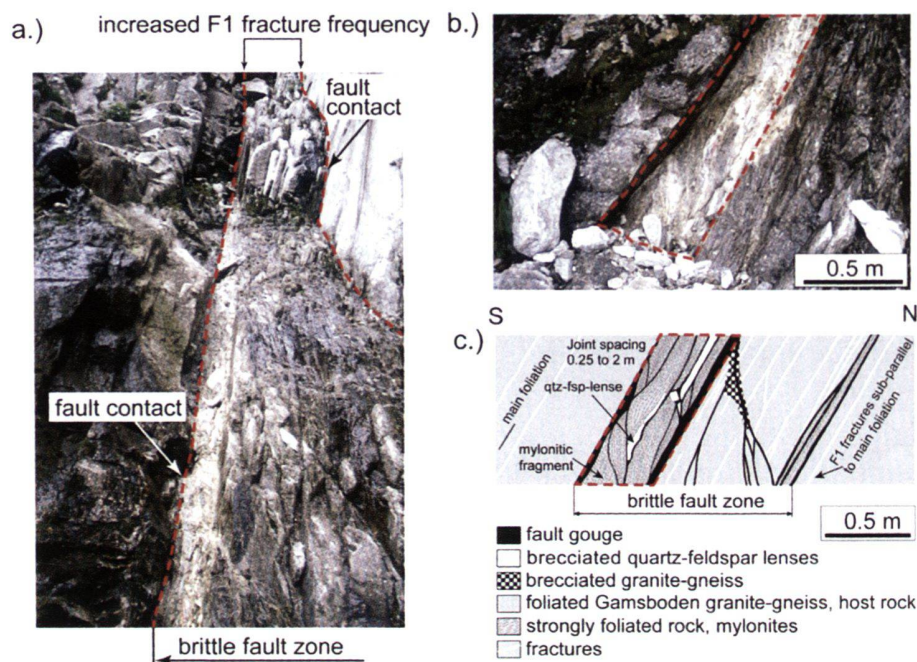 a.)
increased F1 fracture frequency
fault
contact
fault contact
brittle fault zone
b.)
0.5 m
S
N
c.)
main foliation
Joint spacing
0.25 to 2 m
qtz-fsp-lense
mylonitic
fragment
F1 fractures sub-parallel
to main foliation
brittle fault zone
0.5 m
fault gouge
brecciated quartz-feldspar lenses
brecciated granite-gneiss
foliated Gamsboden granite-gneiss, host rock
strongly foliated rock, mylonites
fractures